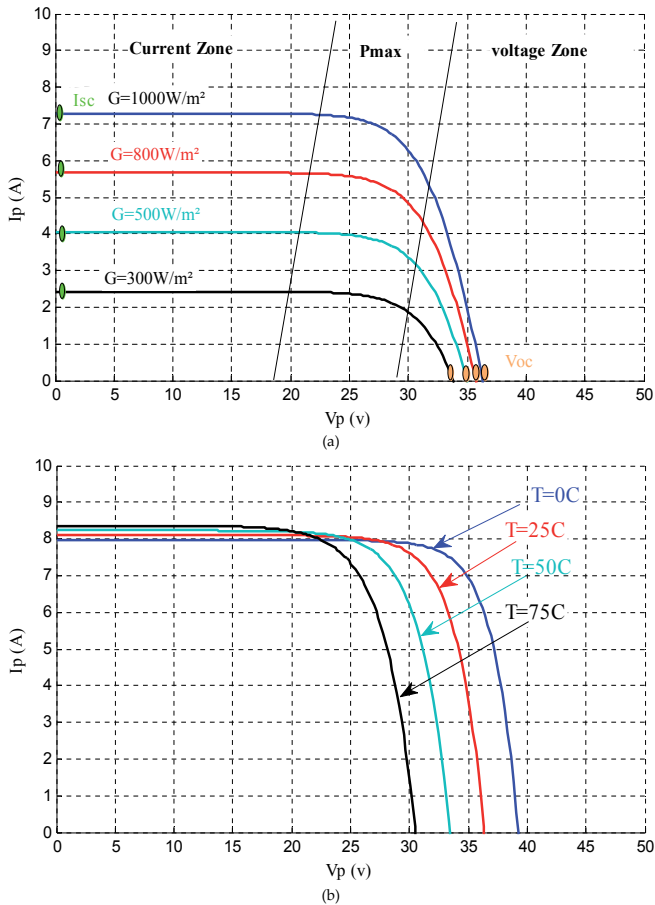 10
Current Zone Pmax voltage Zone
9
8
Isc G=1000W/m²
7
6
G=800W/m²
Ip (A)
5
G=500W/m²
4
3
G=300W/m²
2
1
Voc
0
0 5 10 15 20 25 30 35 40 45 50
Vp (v)
(a)
10
T=0C
9
T=25C
8
T=50C
7
T=75C
6
Ip (A)
5
4
3
2
1
0
0 5 10 15 20 25 30 35 40 45 50
Vp (v)
(b)